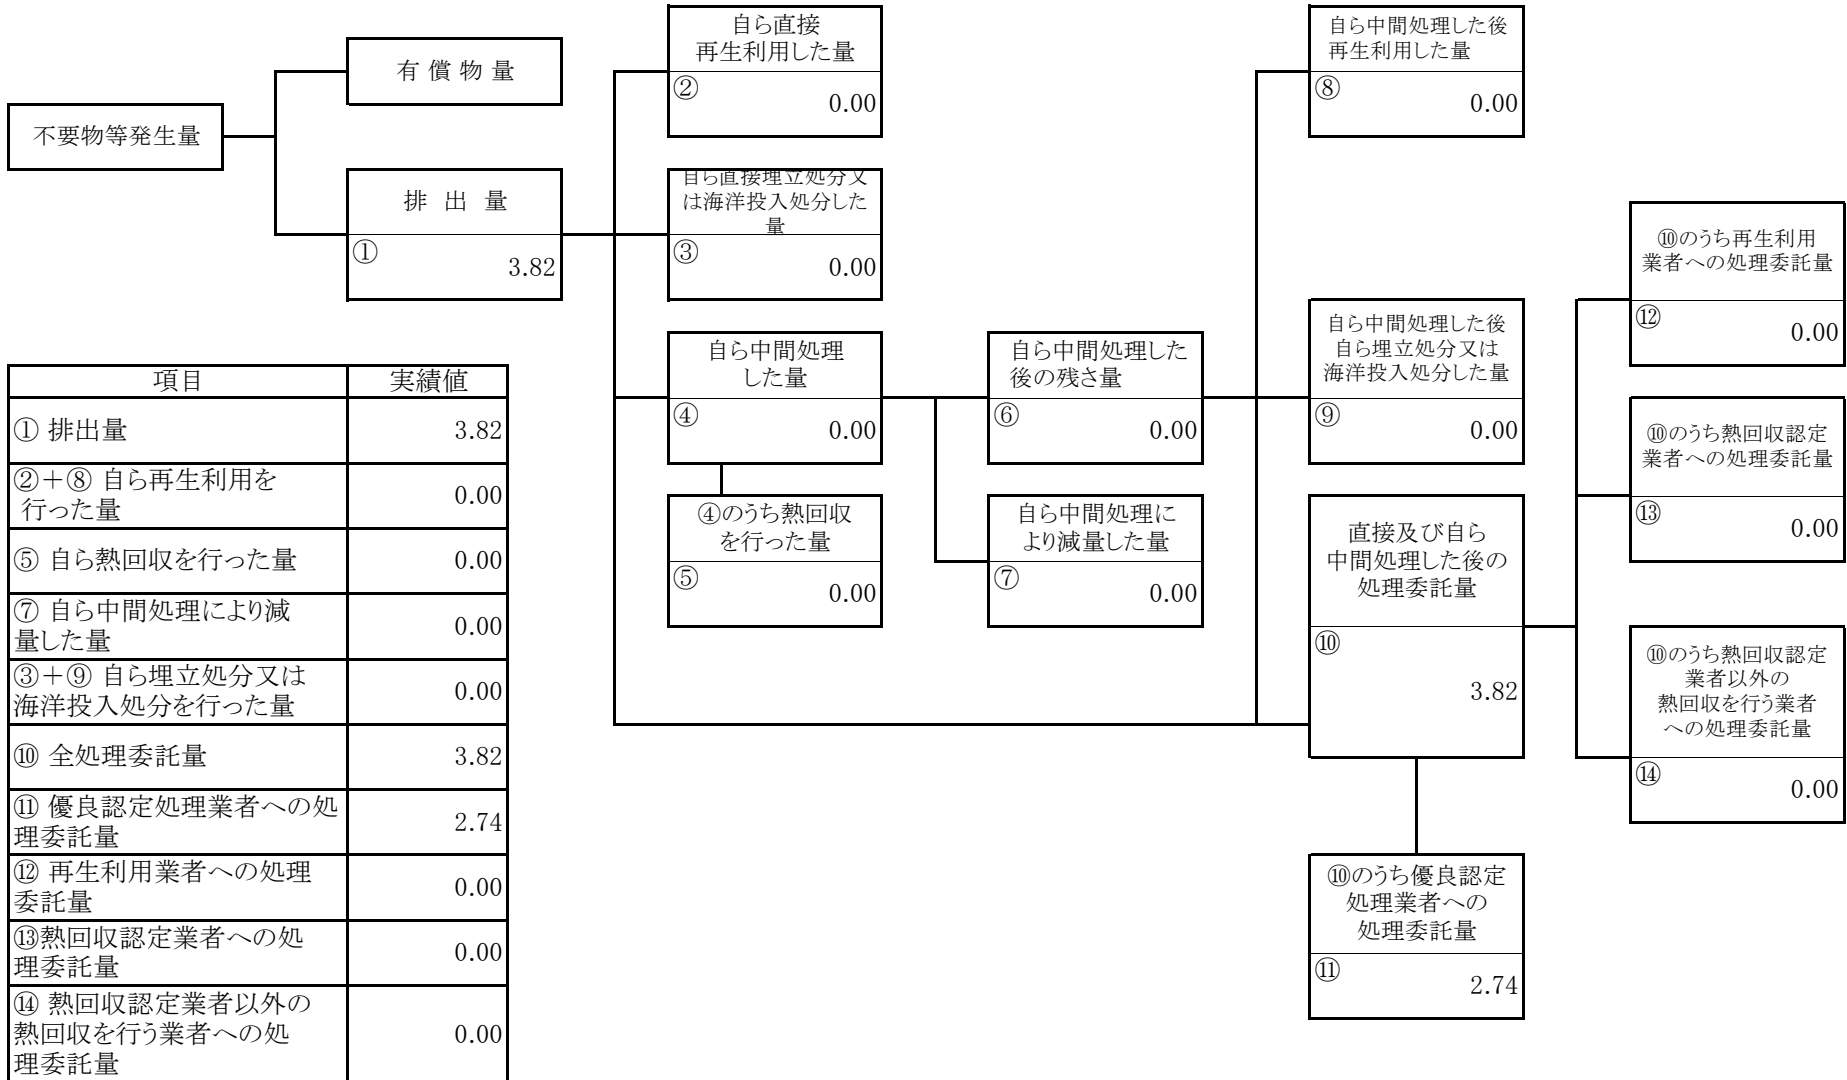 不要物等発生量
有 償 物 量
排 出 量
①
3.82
自ら直接
再生利用した量
②
0.00
自ら直接埋立処分又
は海洋投入処分した
量
③
0.00
自ら中間処理
した量
④
0.00
④のうち熱回収
を行った量
⑤
0.00
自ら中間処理した
後の残さ量
⑥
0.00
自ら中間処理に
より減量した量
⑦
0.00
自ら中間処理した後
再生利用した量
⑧
0.00
自ら中間処理した後
自ら埋立処分又は
海洋投入処分した量
⑨
0.00
直接及び自ら
中間処理した後の
処理委託量
⑩
3.82
⑩のうち優良認定
処理業者への
処理委託量
⑪
2.74
⑩のうち再生利用
業者への処理委託量
⑫
0.00
⑩のうち熱回収認定
業者への処理委託量
⑬
0.00
⑩のうち熱回収認定
業者以外の
熱回収を行う業者
への処理委託量
⑭
0.00
項目 実績値
① 排出量 3.82
②＋⑧ 自ら再生利用を
行った量 0.00
⑤ 自ら熱回収を行った量 0.00
⑦ 自ら中間処理により減
量した量 0.00
③＋⑨ 自ら埋立処分又は
海洋投入処分を行った量 0.00
⑩ 全処理委託量 3.82
⑪ 優良認定処理業者への処
理委託量 2.74
⑫ 再生利用業者への処理
委託量 0.00
⑬熱回収認定業者への処
理委託量 0.00
⑭ 熱回収認定業者以外の
熱回収を行う業者への処
理委託量 0.00